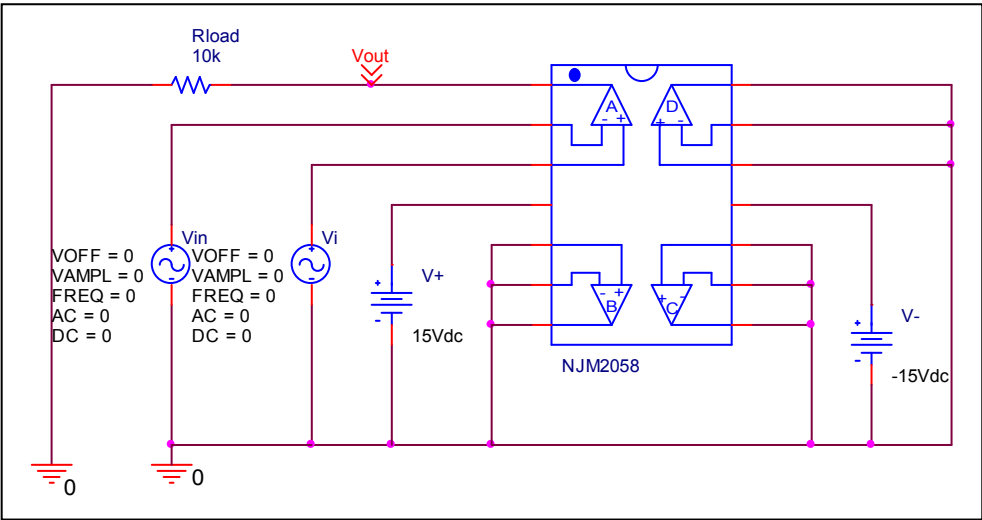 Rload
10k
Vout
A
D
- +
+ -
Vin
VOFF = 0
VAMPL = 0
FREQ = 0
AC = 0
DC = 0
+
-
Vi
VOFF = 0
VAMPL = 0
FREQ = 0
AC = 0
DC = 0
+
-
V+
+
-
15Vdc
- +
B
+ -
C
NJM2058
V-
+
-
-15Vdc
0
0